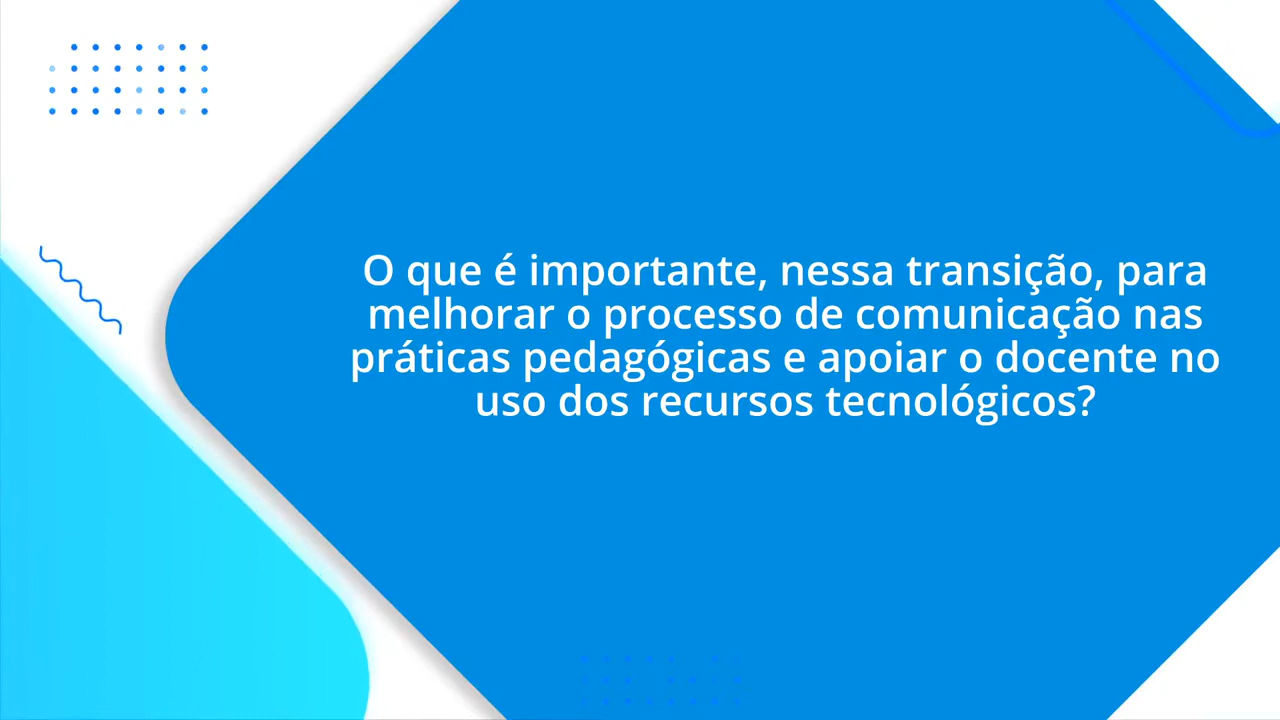 O que é importante, nessa transição, para
melhorar o processo de comunicação nas
práticas pedagógicas e apoiar o docente no
uso dos recursos tecnológicos?